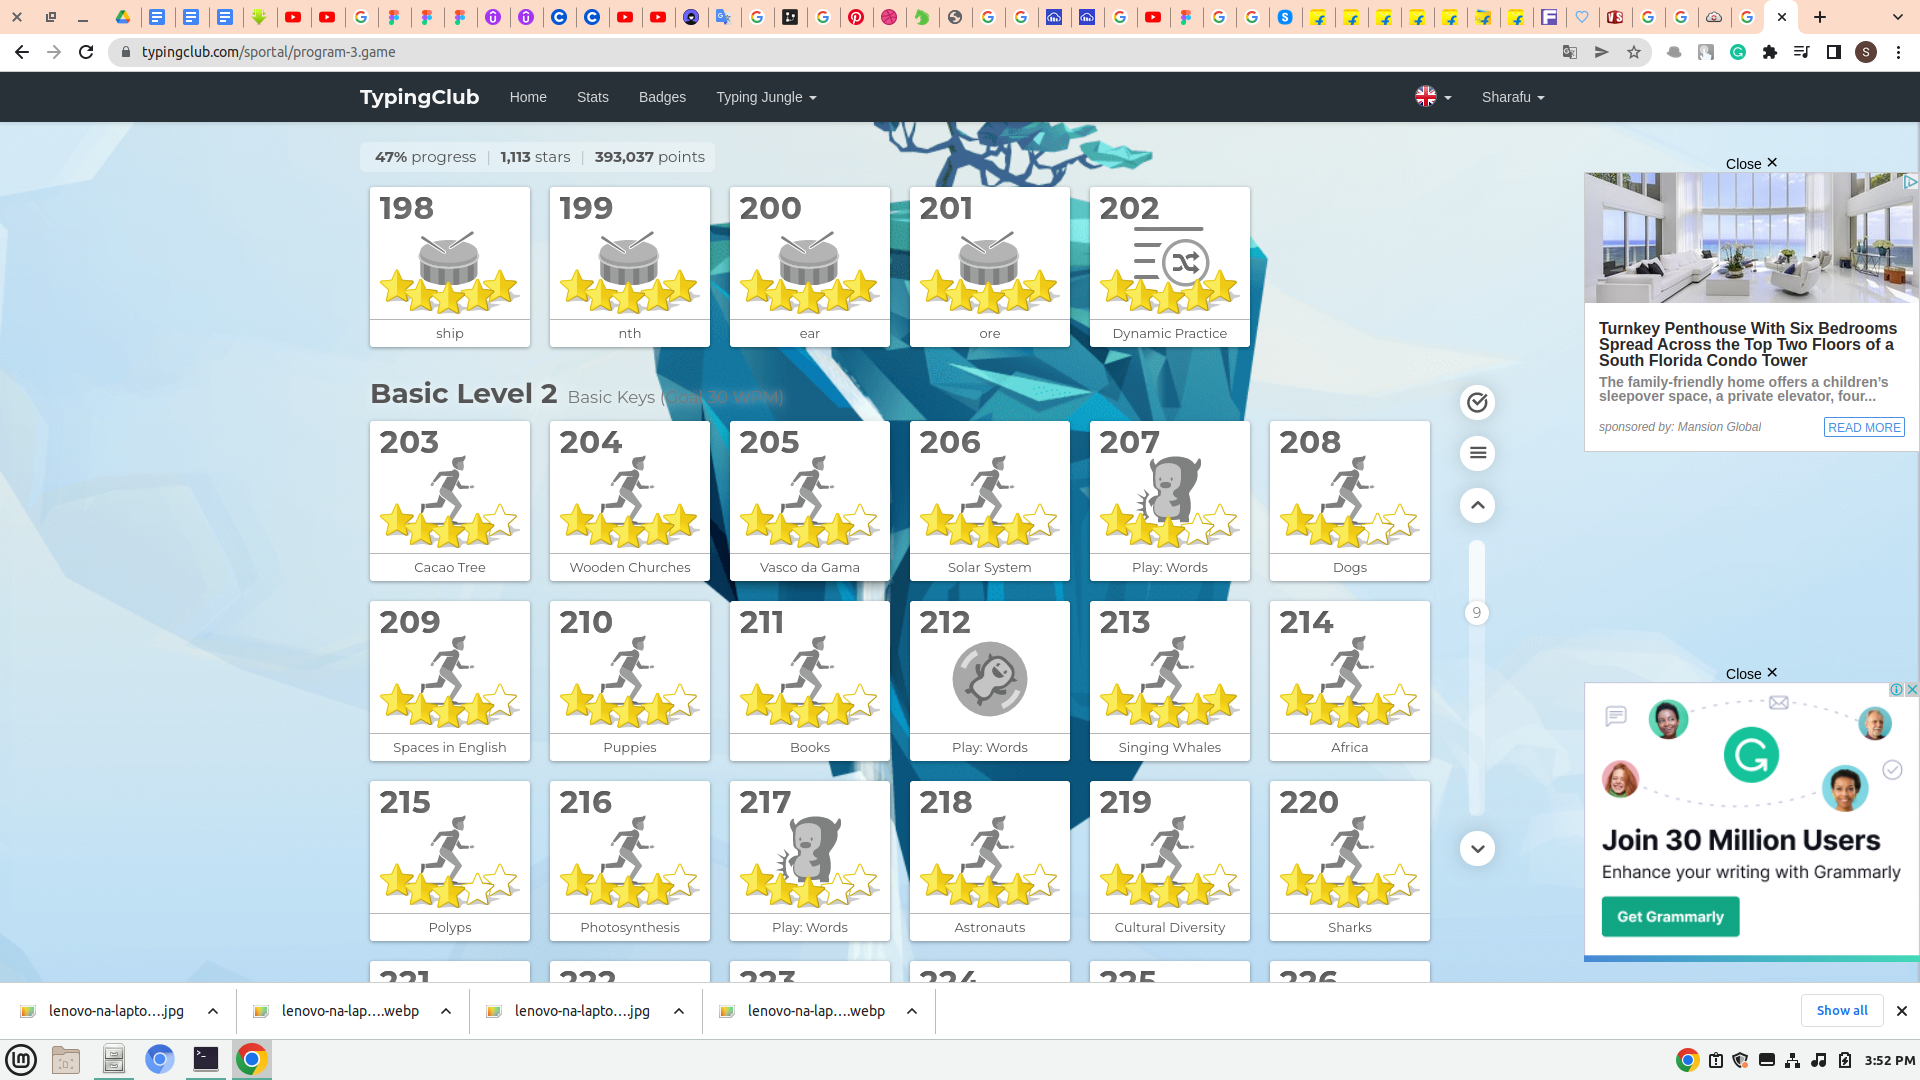 typingclub.com/sportal/program-3.game
S
TypingClub Home Stats Badges Typing Jungle Sharafu
47% progress | 1,113 stars | 393,037 points
Close ✕
198 199 200 201 202
ship nth ear ore Dynamic Practice
Turnkey Penthouse With Six Bedrooms
Spread Across the Top Two Floors of a
South Florida Condo Tower
The family-friendly home offers a children's
sleepover space, a private elevator, four...
sponsored by: Mansion Global READ MORE
Basic Level 2 Basic Keys (Goal 30 WPM)
203 204 205 206 207 208
Cacao Tree Wooden Churches Vasco da Gama Solar System Play: Words Dogs
9
209 210 211 212 213 214
Spaces in English Puppies Books Play: Words Singing Whales Africa
Close ✕
215 216 217 218 219 220
Polyps Photosynthesis Play: Words Astronauts Cultural Diversity Sharks
Join 30 Million Users
Enhance your writing with Grammarly
Get Grammarly
221 222 223 224 225 226
lenovo-na-lapto....jpg lenovo-na-lap....webp lenovo-na-lapto....jpg lenovo-na-lap....webp Show all
3:52 PM